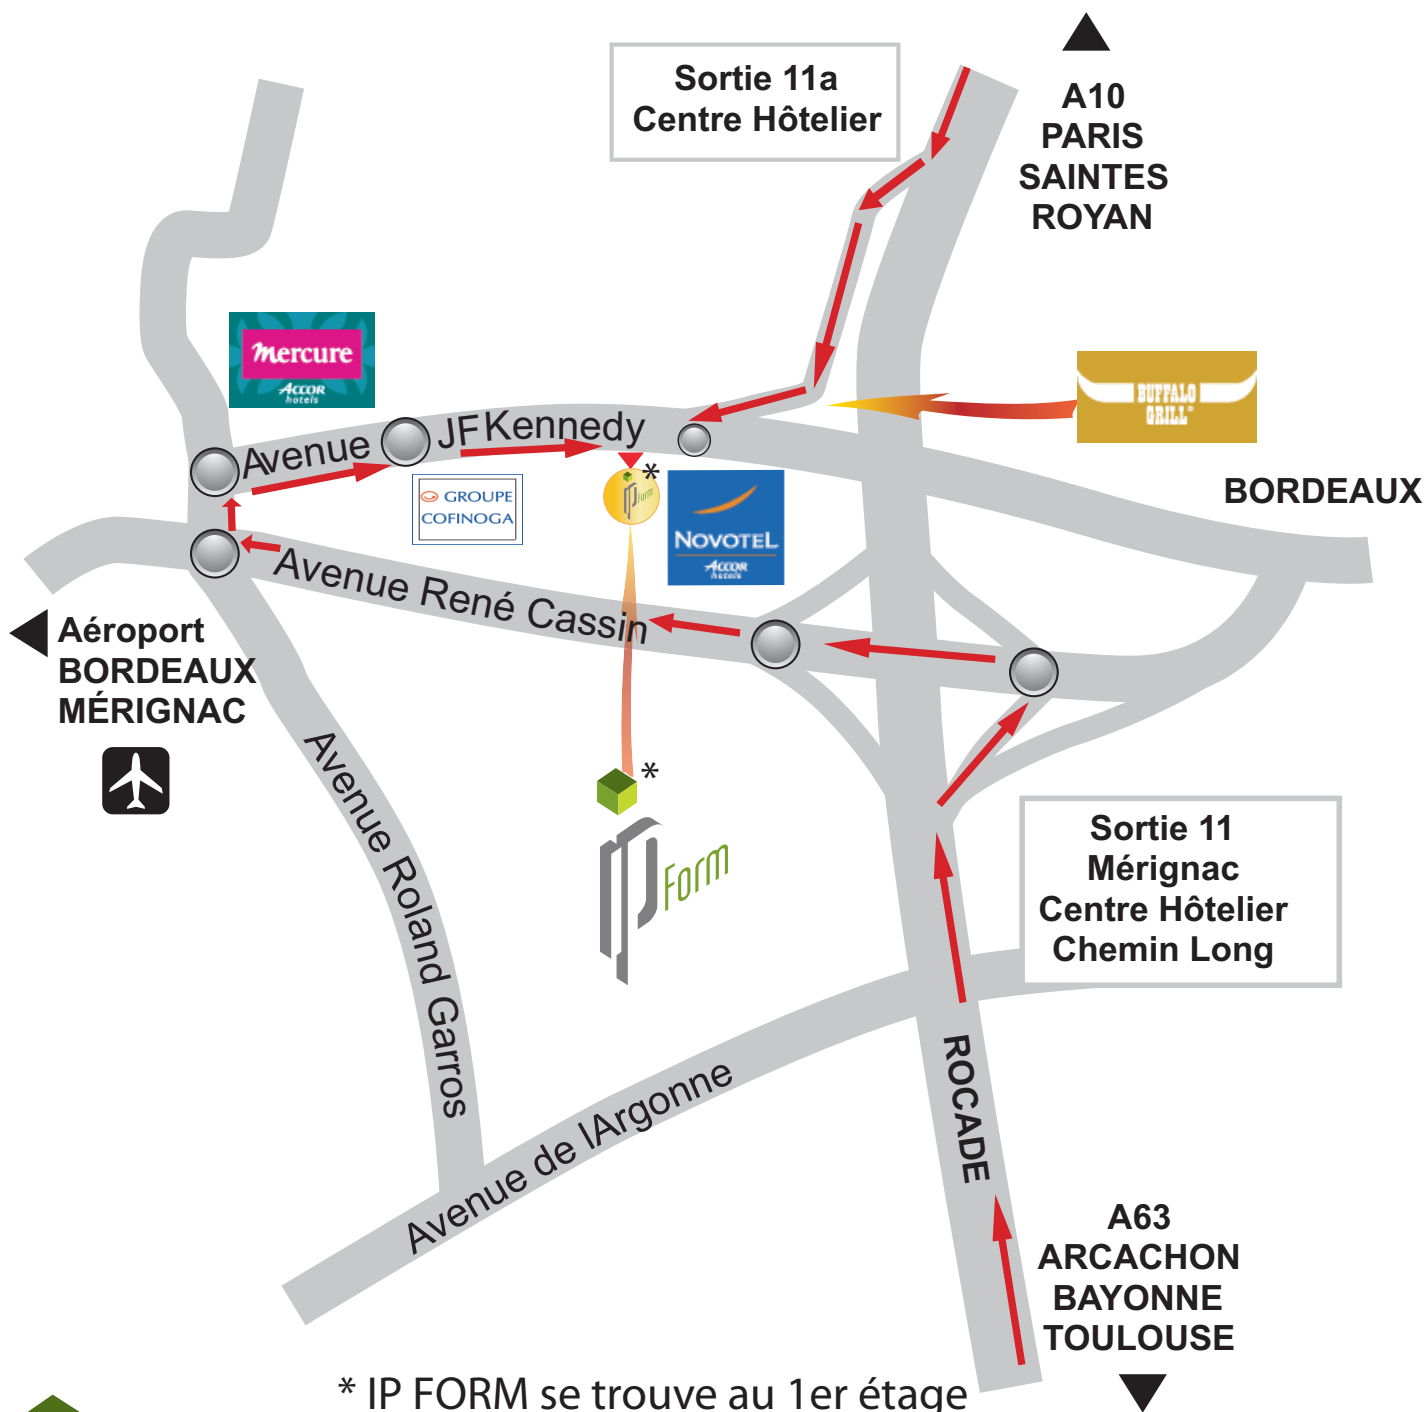 Sortie 11a
Centre Hôtelier
A10
PARIS
SAINTES
ROYAN
mercure
ACCOR
hotels
BUFFALO
GRILL
Avenue JF Kennedy
GROUPE
COFINOGA
*
Form
NOVOTEL
ACCOR
hotels
BORDEAUX
Avenue René Cassin
Aéroport
BORDEAUX
MÉRIGNAC
*
IP Form
Avenue Roland Garros
Sortie 11
Mérignac
Centre Hôtelier
Chemin Long
ROCADE
Avenue de lArgonne
A63
ARCACHON
BAYONNE
TOULOUSE
* IP FORM se trouve au 1er étage